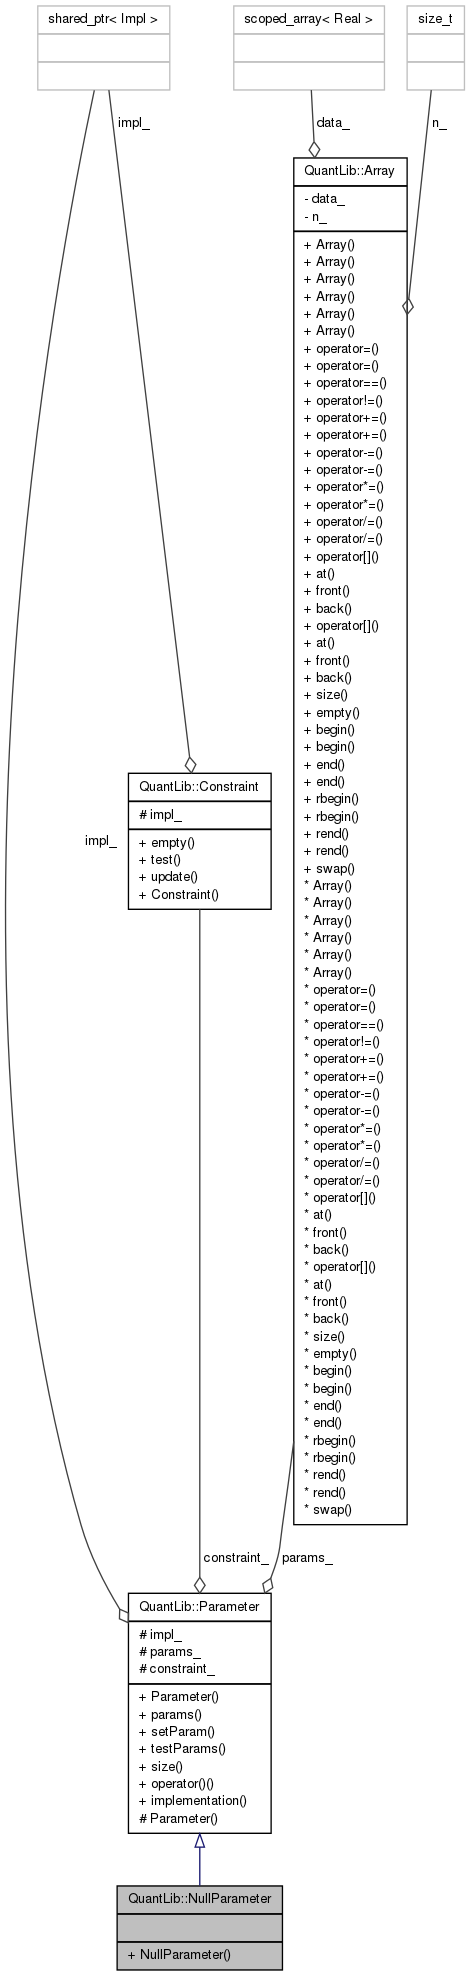 shared_ptr< Impl >
scoped_array< Real >
size_t
impl_
data_
n_
QuantLib::Array
- data_
- n_
+ Array()
+ Array()
+ Array()
+ Array()
+ Array()
+ Array()
+ operator=()
+ operator=()
+ operator==()
+ operator!=()
+ operator+=()
+ operator+=()
+ operator-=()
+ operator-=()
+ operator*=()
+ operator*=()
+ operator/=()
+ operator/=()
+ operator[]()
+ at()
+ front()
+ back()
+ operator[]()
+ at()
+ front()
+ back()
+ size()
+ empty()
+ begin()
+ begin()
+ end()
+ end()
+ rbegin()
+ rbegin()
+ rend()
+ rend()
+ swap()
* Array()
* Array()
* Array()
* Array()
* Array()
* Array()
* operator=()
* operator=()
* operator==()
* operator!=()
* operator+=()
* operator+=()
* operator-=()
* operator-=()
* operator*=()
* operator*=()
* operator/=()
* operator/=()
* operator[]()
* at()
* front()
* back()
* operator[]()
* at()
* front()
* back()
* size()
* empty()
* begin()
* begin()
* end()
* end()
* rbegin()
* rbegin()
* rend()
* rend()
* swap()
QuantLib::Constraint
# impl_
+ empty()
+ test()
+ update()
+ Constraint()
impl_
constraint_
params_
QuantLib::Parameter
# impl_
# params_
# constraint_
+ Parameter()
+ params()
+ setParam()
+ testParams()
+ size()
+ operator()()
+ implementation()
# Parameter()
QuantLib::NullParameter
+ NullParameter()